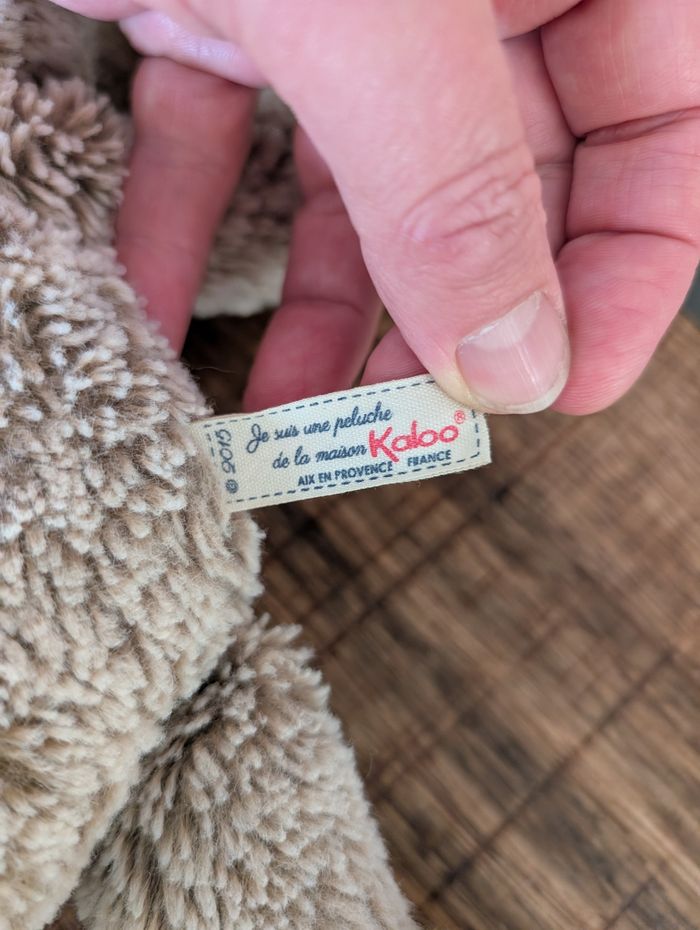 © 2015
Je suis une peluche
de la maison Kaloo®
AIX EN PROVENCE FRANCE